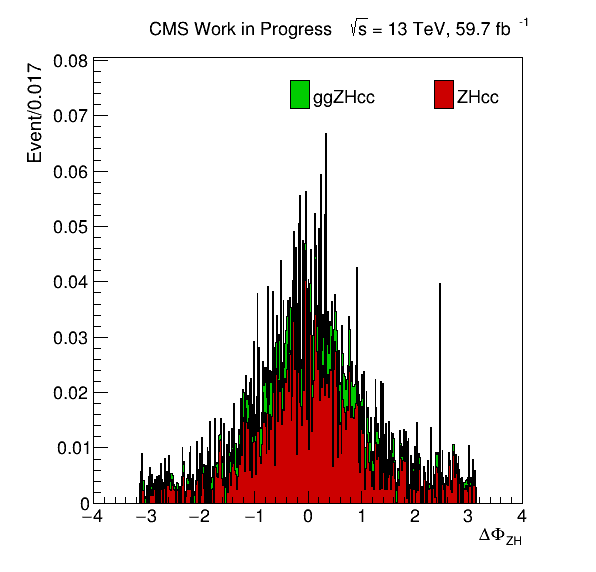 CMS Work in Progress √s = 13 TeV, 59.7 fb⁻¹
Event/0.017
ggZHcc ZHcc
0.08
0.07
0.06
0.05
0.04
0.03
0.02
0.01
0
−4 −3 −2 −1 0 1 2 3 4
ΔΦ_ZH